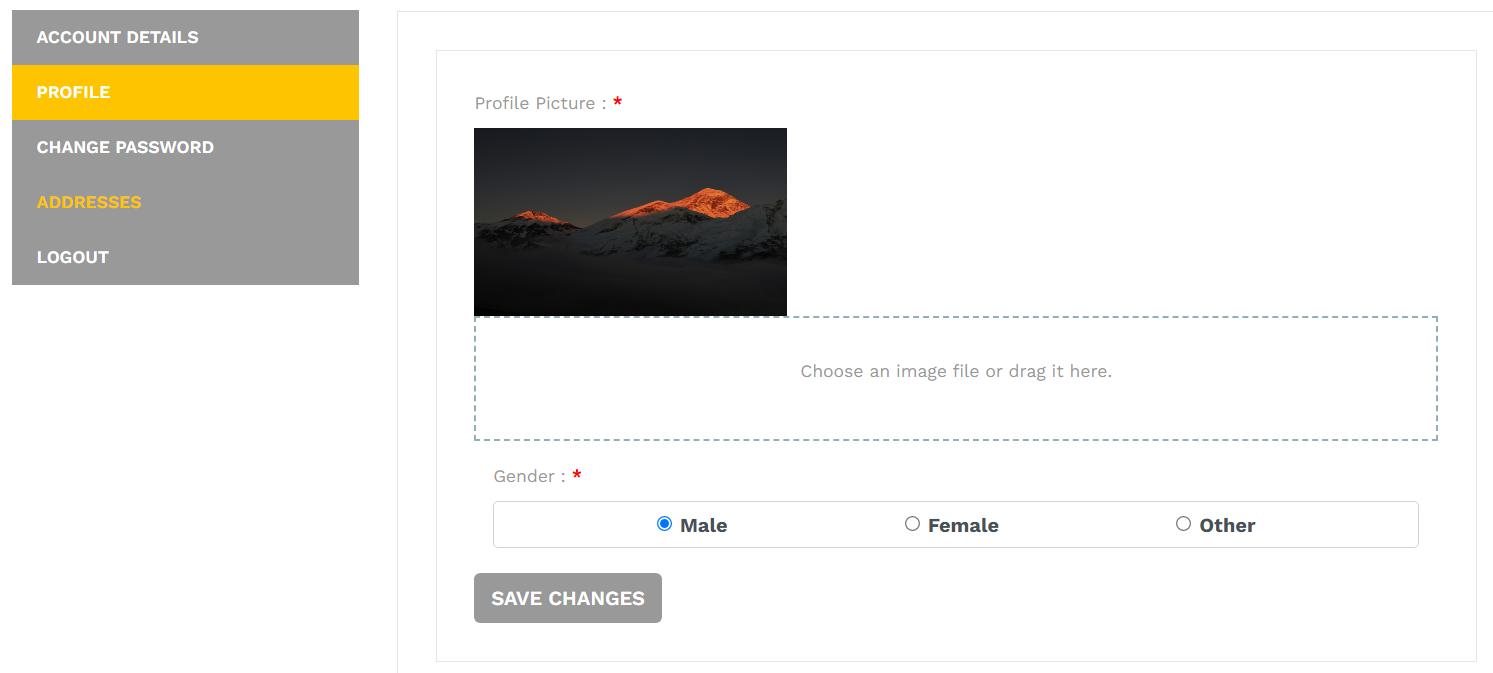 ACCOUNT DETAILS
PROFILE
CHANGE PASSWORD
ADDRESSES
LOGOUT
Profile Picture : *
Choose an image file or drag it here.
Gender : *
Male Female Other
SAVE CHANGES